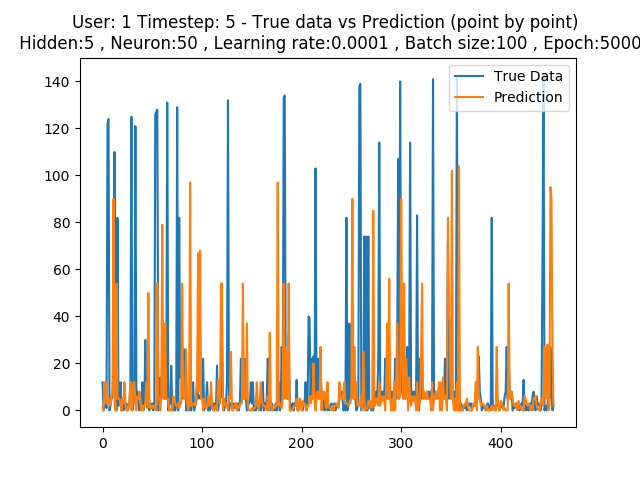 User: 1 Timestep: 5 - True data vs Prediction (point by point)
Hidden:5 , Neuron:50 , Learning rate:0.0001 , Batch size:100 , Epoch:5000
True Data
Prediction
140
120
100
80
60
40
20
0
0 100 200 300 400